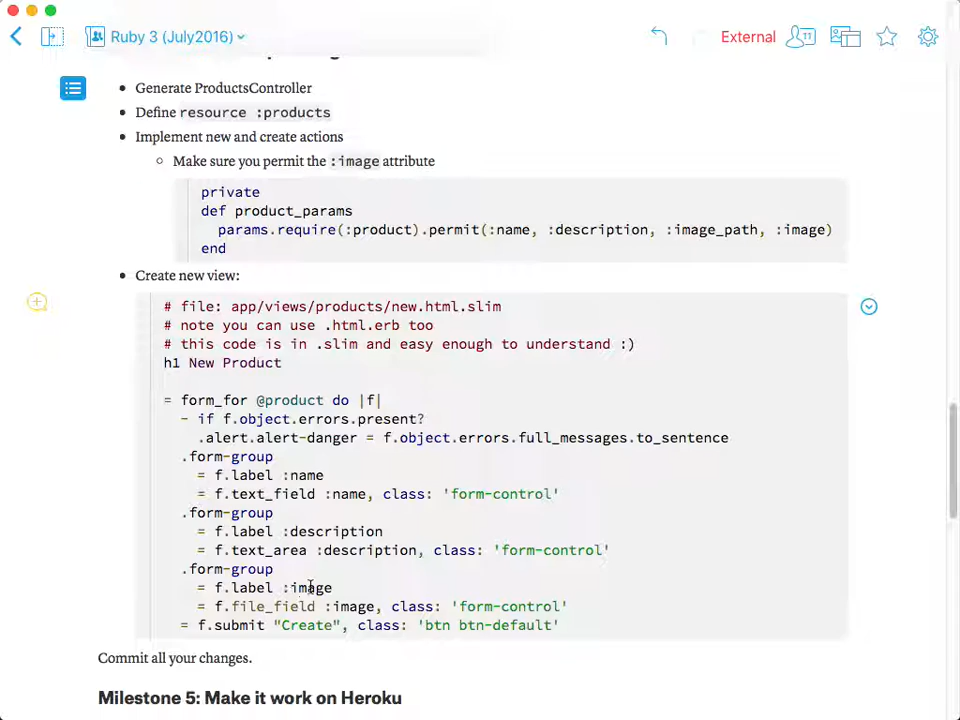 Ruby 3 (July2016)
External
11
Generate ProductsController
Define resource :products
Implement new and create actions
Make sure you permit the :image attribute
private
def product_params
params.require(:product).permit(:name, :description, :image_path, :image)
end
Create new view:
# file: app/views/products/new.html.slim
# note you can use .html.erb too
# this code is in .slim and easy enough to understand :)
h1 New Product
= form_for @product do |f|
- if f.object.errors.present?
.alert.alert-danger = f.object.errors.full_messages.to_sentence
.form-group
= f.label :name
= f.text_field :name, class: 'form-control'
.form-group
= f.label :description
= f.text_area :description, class: 'form-control'
.form-group
= f.label :image
= f.file_field :image, class: 'form-control'
= f.submit "Create", class: 'btn btn-default'
Commit all your changes.
Milestone 5: Make it work on Heroku